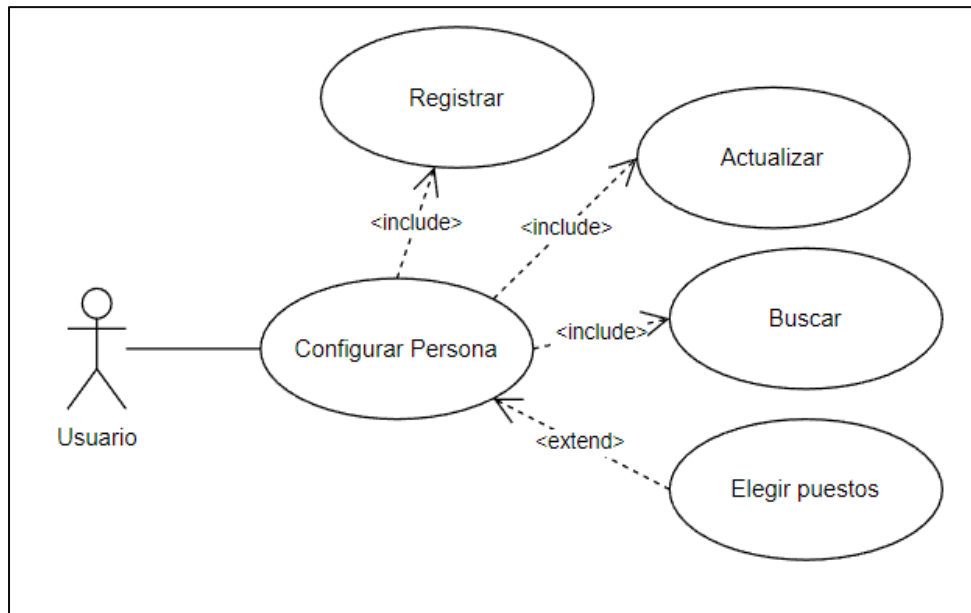 Registrar
Actualizar
<include>
<include>
Buscar
<include>
Configurar Persona
Usuario
<extend>
Elegir puestos